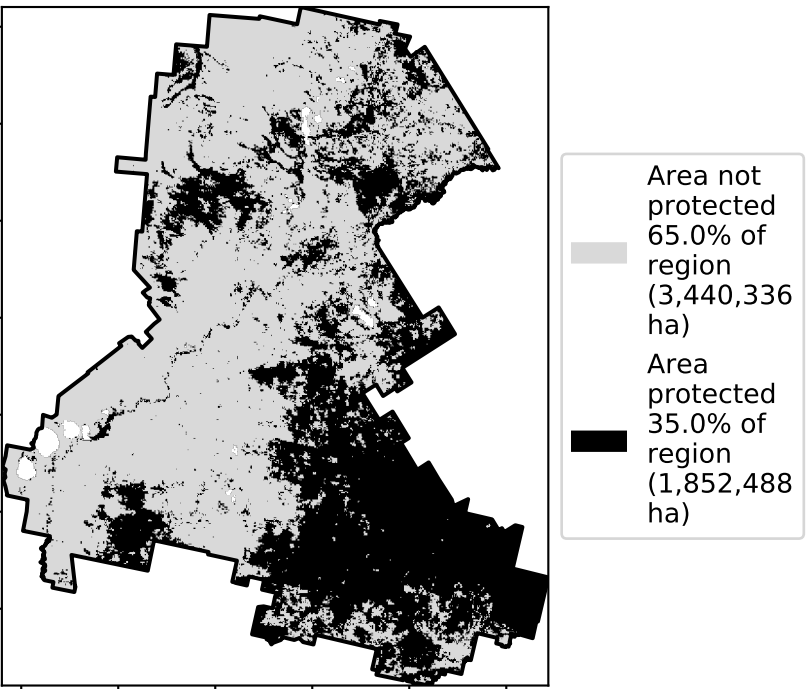 Area not
protected
65.0% of
region
(3,440,336
ha)
Area
protected
35.0% of
region
(1,852,488
ha)